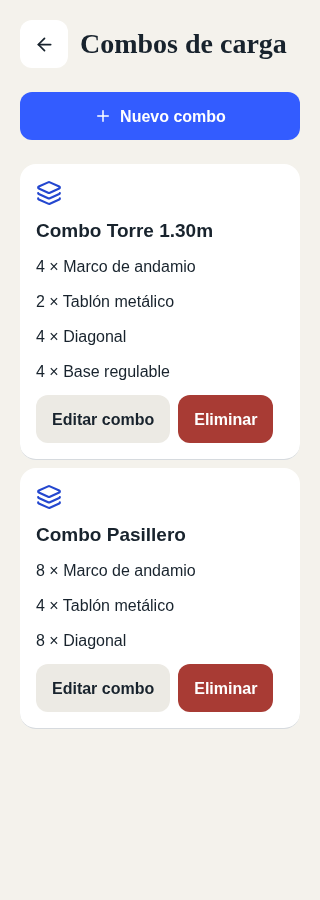 Combos de carga
Nuevo combo
Combo Torre 1.30m
4 × Marco de andamio
2 × Tablón metálico
4 × Diagonal
4 × Base regulable
Editar combo
Eliminar
Combo Pasillero
8 × Marco de andamio
4 × Tablón metálico
8 × Diagonal
Editar combo
Eliminar